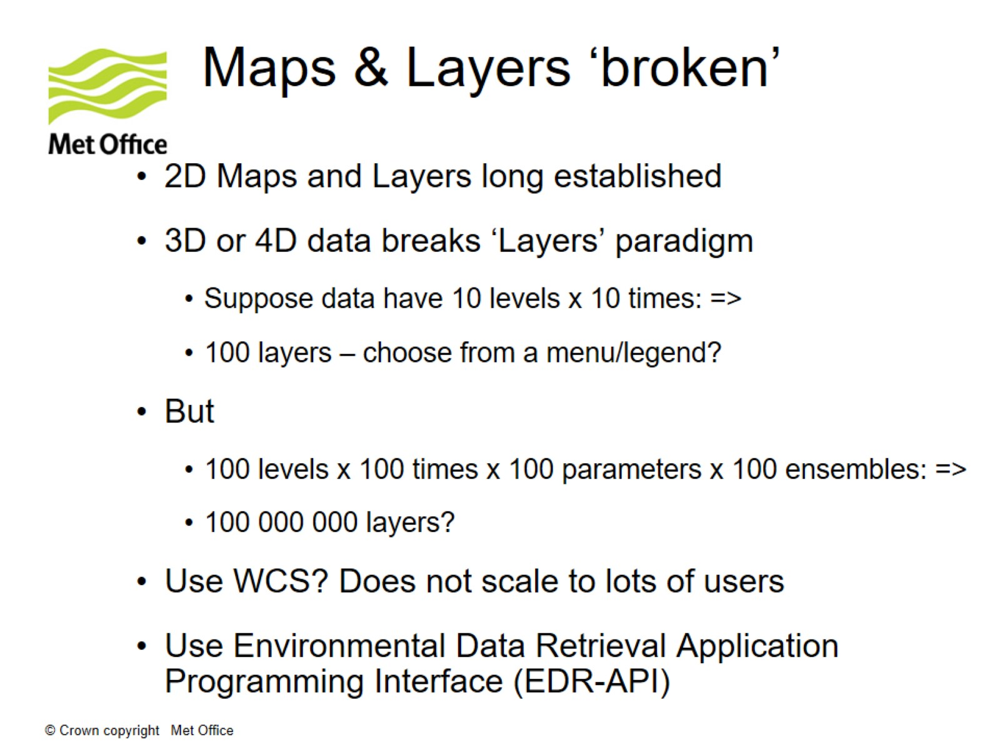 Maps & Layers ‘broken’
Met Office
• 2D Maps and Layers long established
• 3D or 4D data breaks ‘Layers’ paradigm
• Suppose data have 10 levels x 10 times: =>
• 100 layers – choose from a menu/legend?
• But
• 100 levels x 100 times x 100 parameters x 100 ensembles: =>
• 100 000 000 layers?
• Use WCS? Does not scale to lots of users
• Use Environmental Data Retrieval Application
Programming Interface (EDR-API)
© Crown copyright Met Office